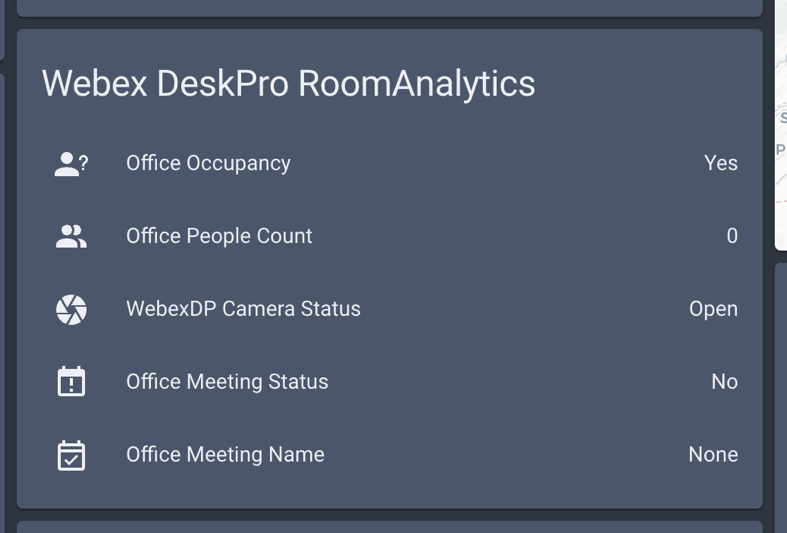 Webex DeskPro RoomAnalytics
Office Occupancy Yes
Office People Count 0
WebexDP Camera Status Open
Office Meeting Status No
Office Meeting Name None
S
P